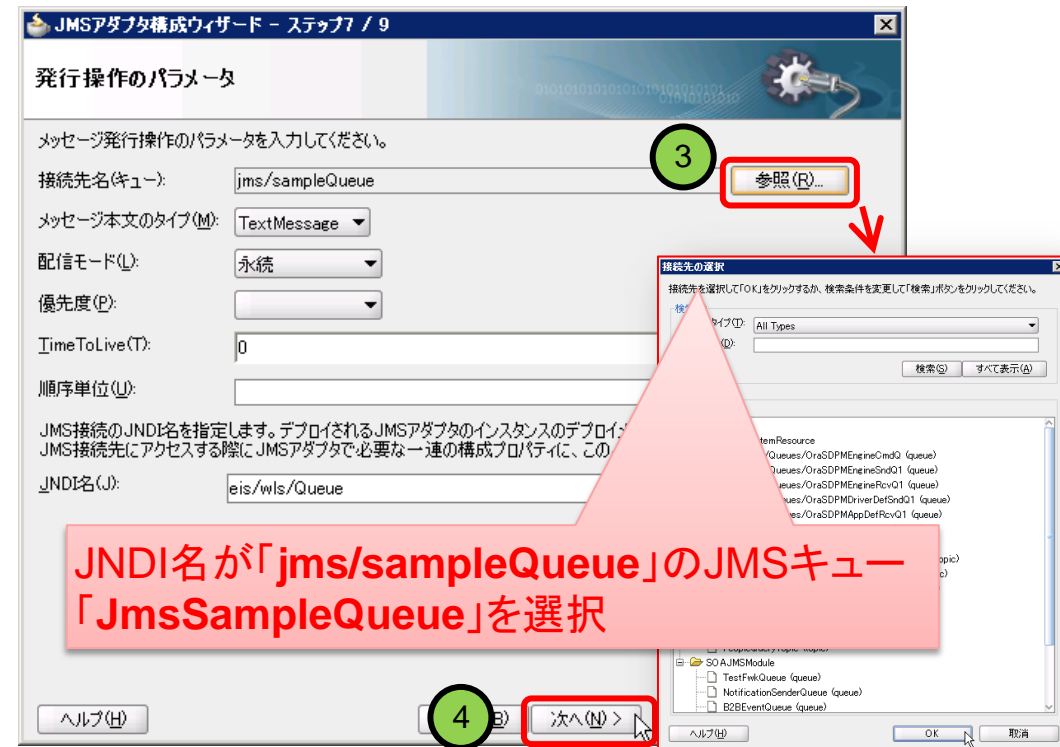 JMSアダプタ構成ウィザード - ステップ7 / 9
発行操作のパラメータ
メッセージ発行操作のパラメータを入力してください。
3
接続先名(キュー): jms/sampleQueue 参照(R)...
メッセージ本文のタイプ(M): TextMessage
配信モード(L): 永続
優先度(P):
TimeToLive(T): 0
順序単位(U):
JMS接続のJNDI名を指定します。デプロイされるJMSアダプタのインスタンスのデプロイ
JMS接続先にアクセスする際にJMSアダプタで必要な一連の構成プロパティに、この
JNDI名(J): eis/wls/Queue
接続先の選択
接続先を選択して「OK」をクリックするか、検索条件を変更して「検索」ボタンをクリックしてください。
タイプ(T): All Types
(D):
検索(S) すべて表示(A)
temResource
/Queues/OraSDPMEngineCmdQ (queue)
ueues/OraSDPMEngineSndQ1 (queue)
ueues/OraSDPMEngineRcvQ1 (queue)
ues/OraSDPMDriverDefSndQ1 (queue)
es/OraSDPMAppDefRcvQ1 (queue)
opic)
c)
JNDI名が「jms/sampleQueue」のJMSキュー
「JmsSampleQueue」を選択
SOAJMSModule
TestFwkQueue (queue)
NotificationSenderQueue (queue)
B2BEventQueue (queue)
ヘルプ(H) OK 取消
ヘルプ(H) 4 B) 次へ(N) >